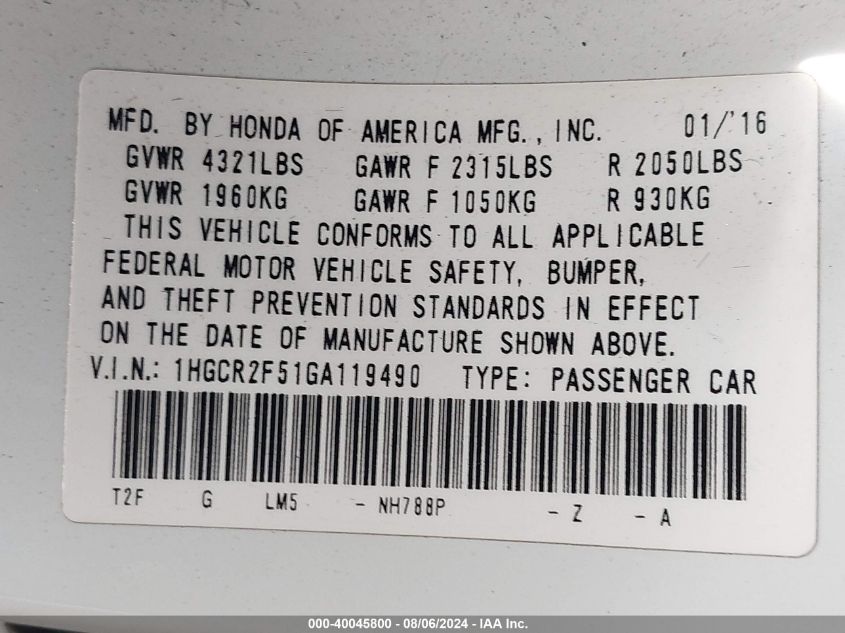 MFD. BY HONDA OF AMERICA MFG., INC. 01/'16
GVWR 4321LBS GAWR F 2315LBS R 2050LBS
GVWR 1960KG GAWR F 1050KG R 930KG
THIS VEHICLE CONFORMS TO ALL APPLICABLE
FEDERAL MOTOR VEHICLE SAFETY, BUMPER,
AND THEFT PREVENTION STANDARDS IN EFFECT
ON THE DATE OF MANUFACTURE SHOWN ABOVE.
V.I.N.: 1HGCR2F51GA119490 TYPE: PASSENGER CAR
T2F G LM5 - NH788P - Z - A
000-40045800 - 08/06/2024 - IAA Inc.